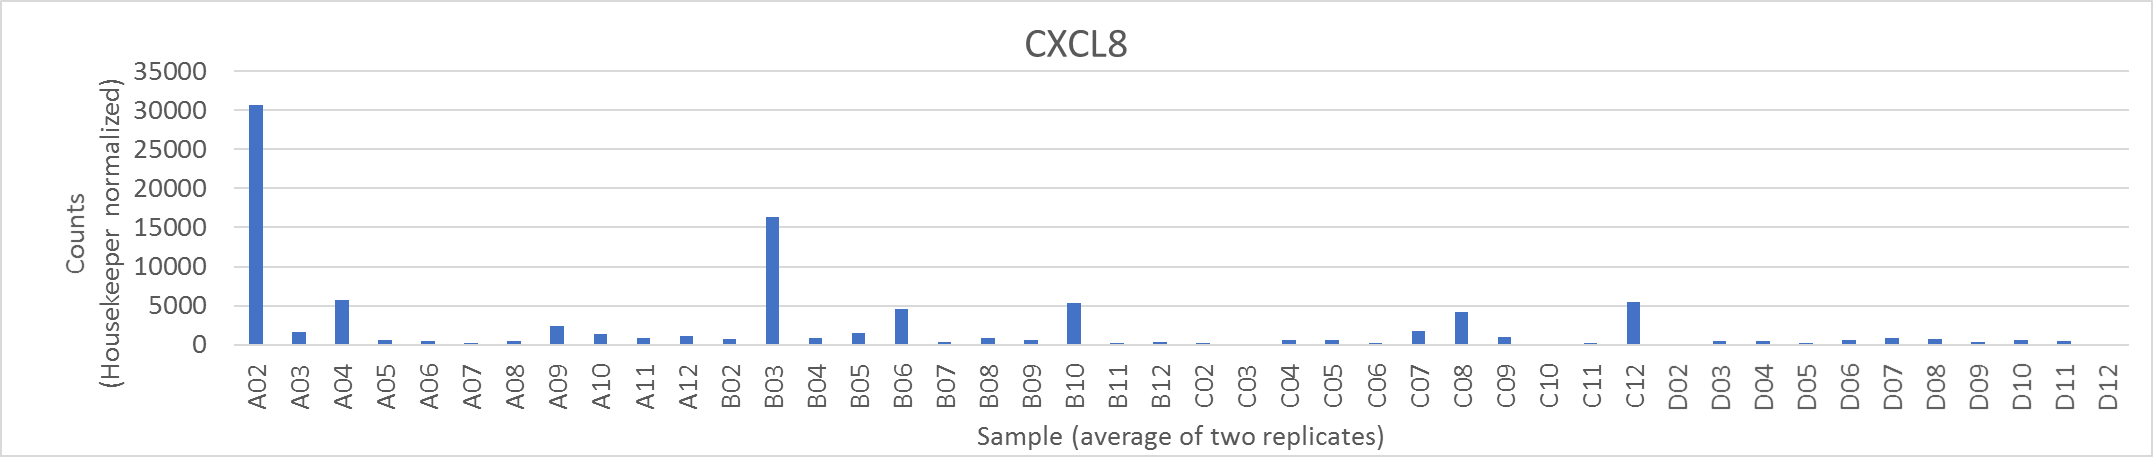 CXCL8
Counts
(Housekeeper normalized)
35000
30000
25000
20000
15000
10000
5000
0
A02 A03 A04 A05 A06 A07 A08 A09 A10 A11 A12 B02 B03 B04 B05 B06 B07 B08 B09 B10 B11 B12 C02 C03 C04 C05 C06 C07 C08 C09 C10 C11 C12 D02 D03 D04 D05 D06 D07 D08 D09 D10 D11 D12
Sample (average of two replicates)